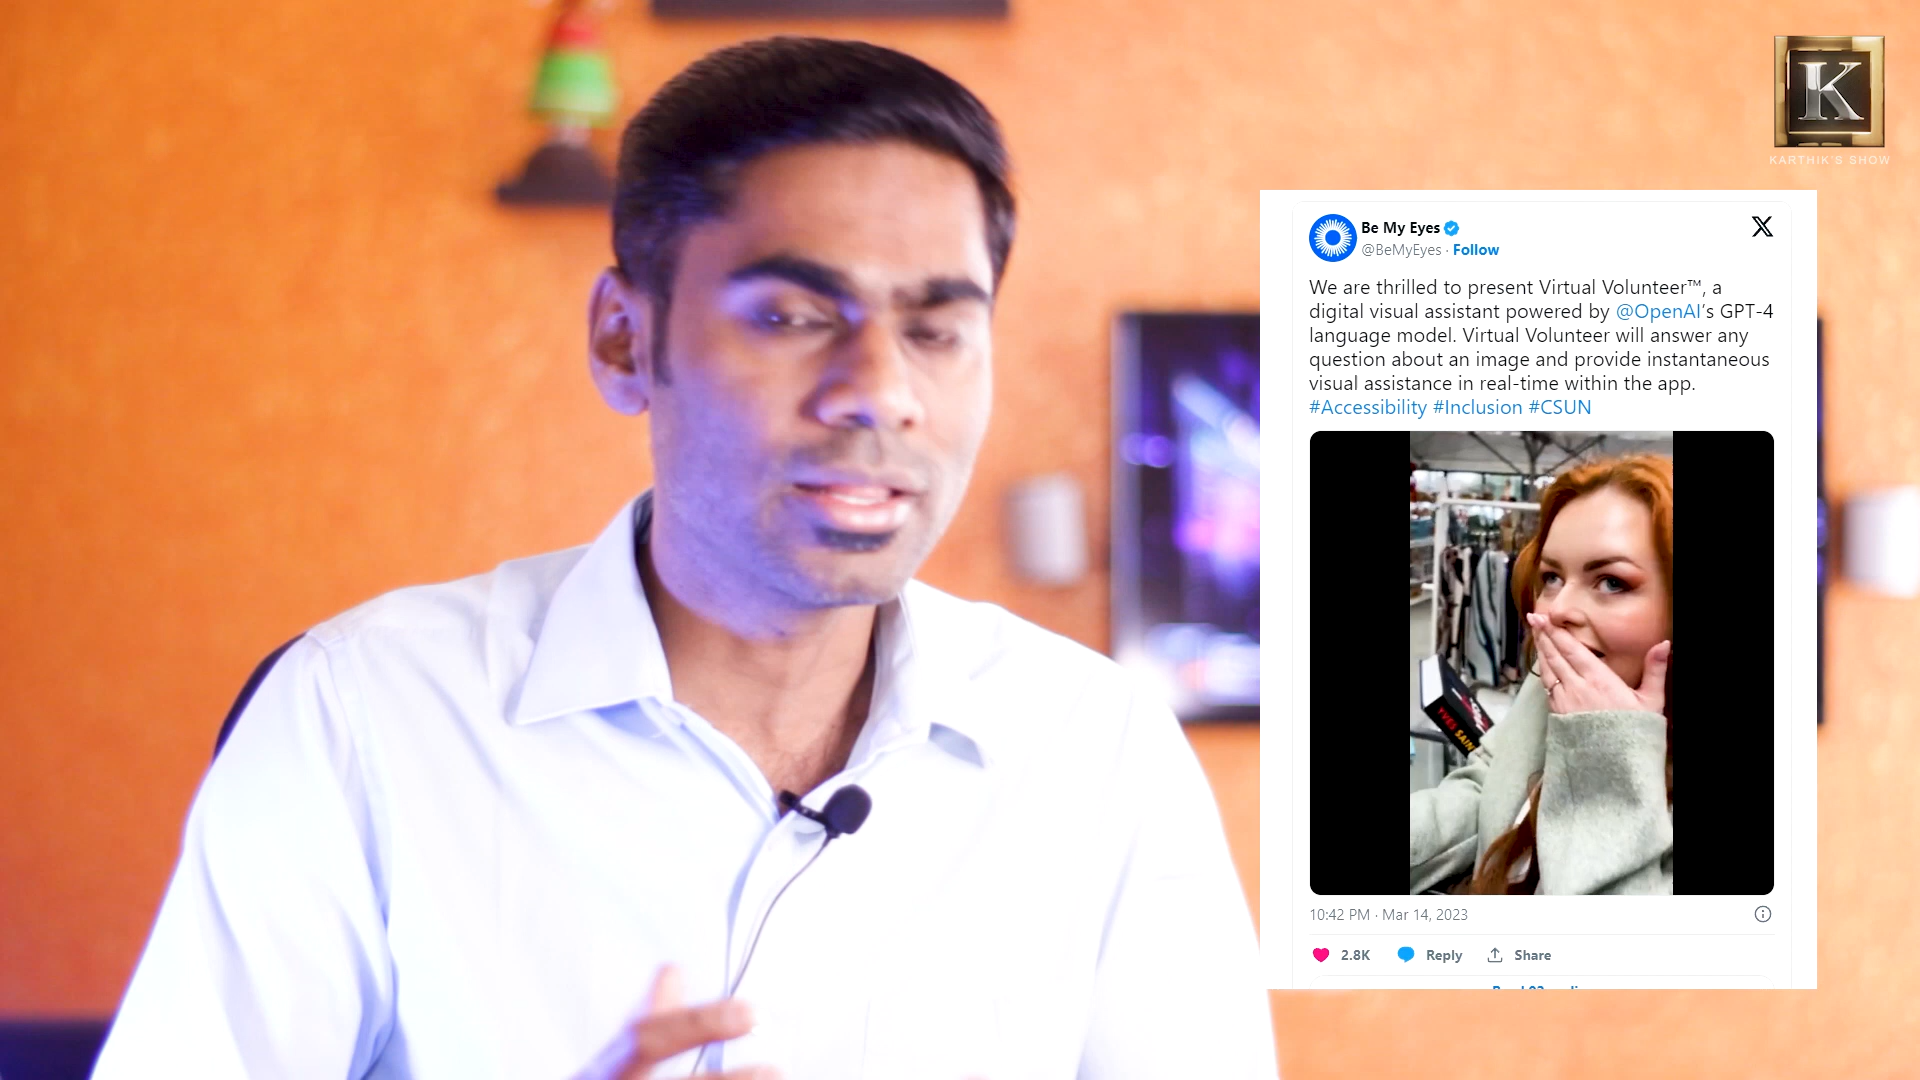 K
KARTHIK'S SHOW
Be My Eyes
@BeMyEyes · Follow
We are thrilled to present Virtual Volunteer™, a
digital visual assistant powered by @OpenAI's GPT-4
language model. Virtual Volunteer will answer any
question about an image and provide instantaneous
visual assistance in real-time within the app.
#Accessibility #Inclusion #CSUN
YVES SAIN
10:42 PM · Mar 14, 2023
2.8K Reply Share